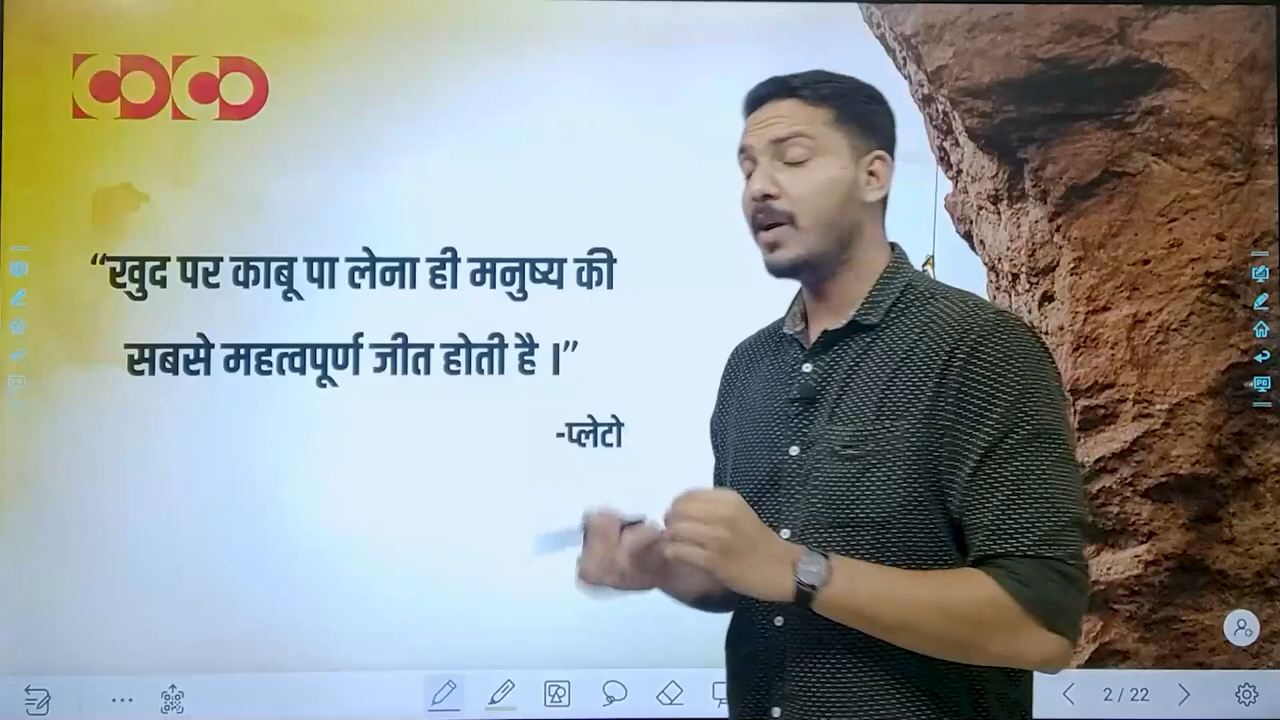 “खुद पर काबू पा लेना ही मनुष्य की
सबसे महत्वपूर्ण जीत होती है ।”
-प्लेटो
2 / 22